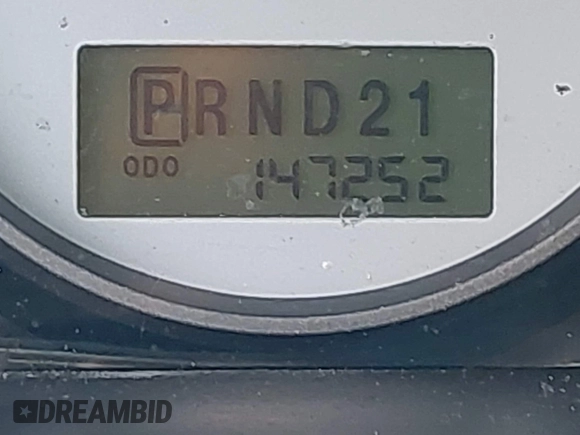 PRND21
ODO 147252
DREAMBID